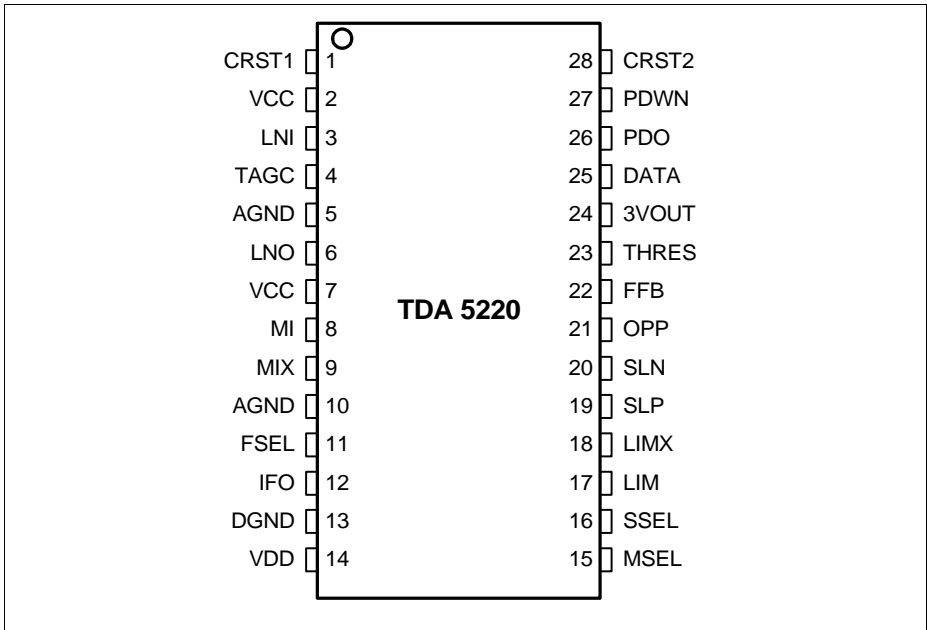 CRST1 1 28 CRST2
VCC 2 27 PDWN
LNI 3 26 PDO
TAGC 4 25 DATA
AGND 5 24 3VOUT
LNO 6 23 THRES
VCC 7 22 FFB
TDA 5220
MI 8 21 OPP
MIX 9 20 SLN
AGND 10 19 SLP
FSEL 11 18 LIMX
IFO 12 17 LIM
DGND 13 16 SSEL
VDD 14 15 MSEL